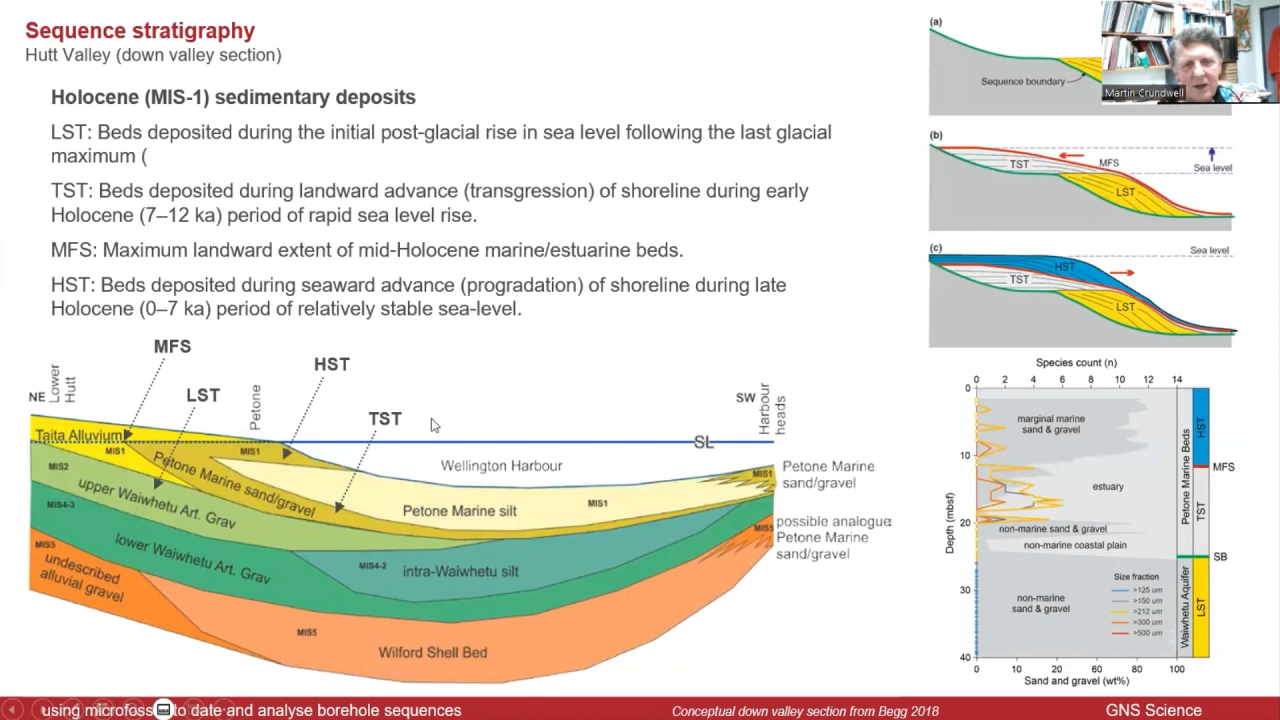 Sequence stratigraphy
Hutt Valley (down valley section)
Holocene (MIS-1) sedimentary deposits
LST: Beds deposited during the initial post-glacial rise in sea level following the last glacial
maximum (
TST: Beds deposited during landward advance (transgression) of shoreline during early
Holocene (7–12 ka) period of rapid sea level rise.
MFS: Maximum landward extent of mid-Holocene marine/estuarine beds.
HST: Beds deposited during seaward advance (progradation) of shoreline during late
Holocene (0–7 ka) period of relatively stable sea-level.
(a)
Sequence boundary
Martin Crundwell
(b)
TST
MFS
Sea level
LST
(c)
Sea level
HST
TST
LST
MFS
HST
LST
TST
NE
Lower
Hutt
Petone
SW
Harbour
heads
SL
Taita Alluvium
MIS1
MIS1
Wellington Harbour
MIS2
Petone Marine sand/gravel
MIS1
Petone Marine
sand/gravel
upper Waiwhetu Art. Grav
Petone Marine silt
MIS1
MIS4-3
MIS5
possible analogue
Petone Marine
sand/gravel
lower Waiwhetu Art. Grav
MIS4-2
intra-Waiwhetu silt
MIS5
undescribed
alluvial gravel
MIS5
Wilford Shell Bed
Species count (n)
0 2 4 6 8 10 12 14
0
marginal marine
sand & gravel
HST
10
MFS
estuary
Petone Marine Beds
TST
Depth (mbsf)
20
non-marine sand & gravel
non-marine coastal plain
SB
Size fraction
>125 um
>150 um
>212 um
>300 um
>500 um
30
non-marine
sand & gravel
Waiwhetu Aquifer
LST
40
0 10 20 60 80 100
Sand and gravel (wt%)
using microfoss to date and analyse borehole sequences
Conceptual down valley section from Begg 2018
GNS Science